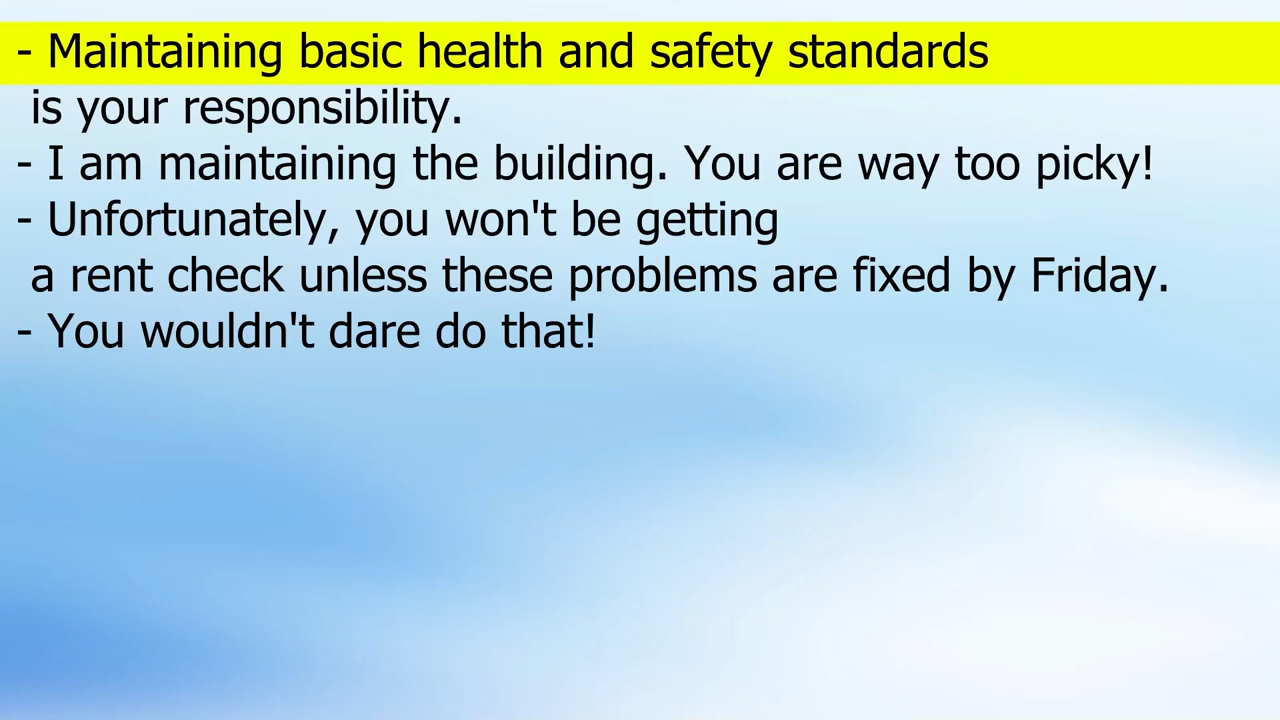 - Maintaining basic health and safety standards
is your responsibility.
- I am maintaining the building. You are way too picky!
- Unfortunately, you won't be getting
a rent check unless these problems are fixed by Friday.
- You wouldn't dare do that!